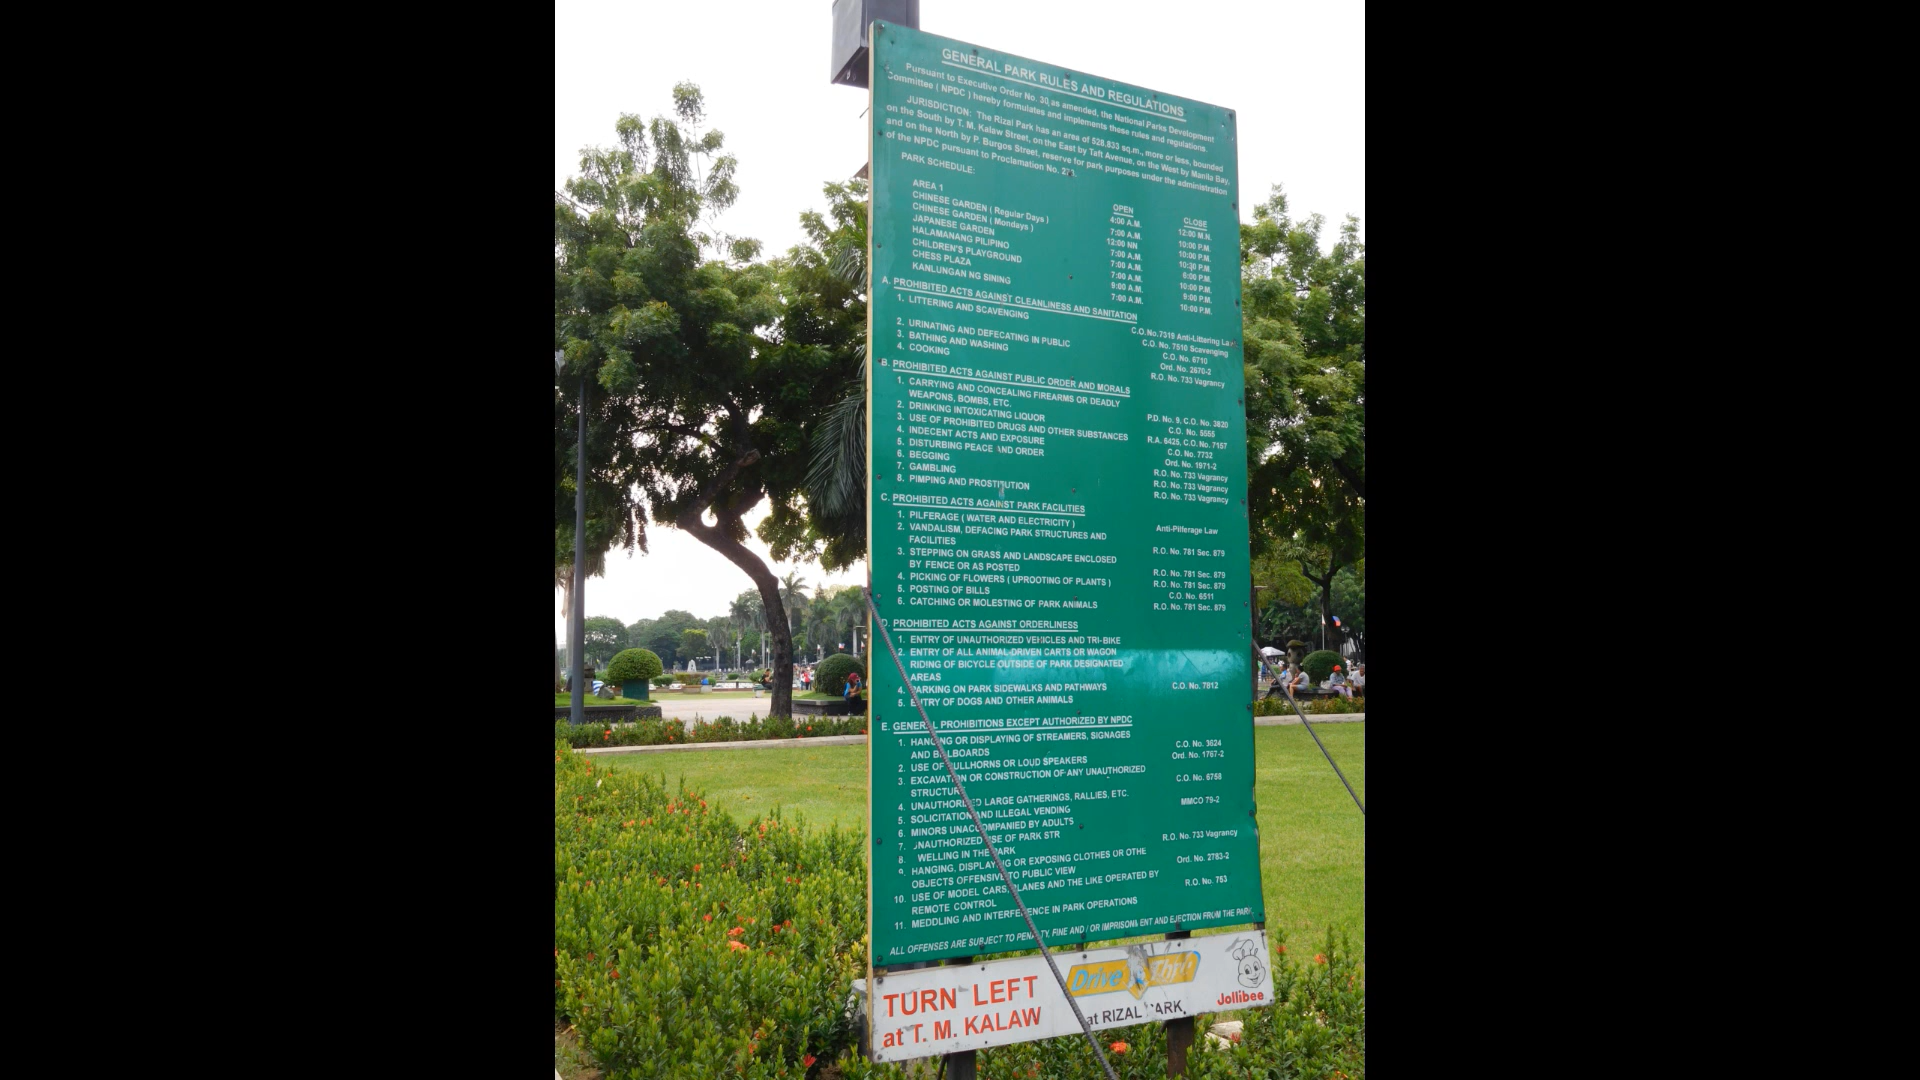 GENERAL PARK RULES AND REGULATIONS
Pursuant to Executive Order No. 30, as amended, the National Parks Development
Committee ( NPDC ) hereby formulates and implements these rules and regulations.
JURISDICTION: The Rizal Park has an area of 528,833 sq.m., more or less, bounded
on the South by T. M. Kalaw Street, on the East by Taft Avenue, on the West by Manila Bay,
and on the North by P. Burgos Street, reserve for park purposes under the administration
of the NPDC pursuant to Proclamation No.
PARK SCHEDULE:
OPEN CLOSE
AREA 1 4:00 A.M. 12:00 M.N.
CHINESE GARDEN ( Regular Days ) 7:00 A.M. 10:00 P.M.
CHINESE GARDEN ( Mondays ) 12:00 NN 10:00 P.M.
JAPANESE GARDEN 7:00 A.M. P.M.
HALAMANANG PILIPINO 7:00 A.M. 6:00 P.M.
CHILDREN'S PLAYGROUND 7:00 A.M. 10:00 P.M.
CHESS PLAZA 9:00 P.M.
KANLUNGAN NG SINING 7:00 A.M. 10:00 P.M.
A. PROHIBITED ACTS AGAINST CLEANLINESS AND SANITATION
1. LITTERING AND SCAVENGING C.O.No.7319 Anti-Littering
C.O. No. 7510 Scavenging
2. URINATING AND DEFECATING IN PUBLIC C.O. No. 6710
3. BATHING AND WASHING Ord. No. 2670-2
4. COOKING R.O. No. 733 Vagrancy
B. PROHIBITED ACTS AGAINST PUBLIC ORDER AND MORALS
1. CARRYING AND CONCEALING FIREARMS OR DEADLY
WEAPONS, BOMBS, ETC. P.D. No. 9, C.O. No. 3820
2. DRINKING INTOXICATING LIQUOR C.O. No. 5555
3. USE OF PROHIBITED DRUGS AND OTHER SUBSTANCES R.A. 6425, C.O. No. 7157
4. INDECENT ACTS AND EXPOSURE C.O. No. 7732
5. DISTURBING PEACE AND ORDER Ord. No. 1971-2
6. BEGGING R.O. No. 733 Vagrancy
7. GAMBLING R.O. No. 733 Vagrancy
8. PIMPING AND PROSTITUTION R.O. No. 733 Vagrancy
C. PROHIBITED ACTS AGAINST PARK FACILITIES
1. PILFERAGE ( WATER AND ELECTRICITY ) Anti-Pilferage Law
2. VANDALISM, DEFACING PARK STRUCTURES AND
FACILITIES R.O. No. 781 Sec. 879
3. STEPPING ON GRASS AND LANDSCAPE ENCLOSED
BY FENCE OR AS POSTED R.O. No. 781 Sec. 879
4. PICKING OF FLOWERS ( UPROOTING OF PLANTS ) R.O. No. 781 Sec. 879
5. POSTING OF BILLS C.O. No. 6511
6. CATCHING OR MOLESTING OF PARK ANIMALS R.O. No. 781 Sec. 879
D. PROHIBITED ACTS AGAINST ORDERLINESS
1. ENTRY OF UNAUTHORIZED VEHICLES AND TRI-BIKE
2. ENTRY OF ALL ANIMAL DRIVEN CARTS OR WAGON
RIDING OF BICYCLE OUTSIDE OF PARK DESIGNATED
AREAS
4. PARKING ON PARK SIDEWALKS AND PATHWAYS C.O. No. 7812
5. ENTRY OF DOGS AND OTHER ANIMALS
E. GENERAL PROHIBITIONS EXCEPT AUTHORIZED BY NPDC
1. HANGING OR DISPLAYING OF STREAMERS, SIGNAGES
AND BILLBOARDS C.O. No. 3624
2. USE OF BULLHORNS OR LOUD SPEAKERS Ord. No. 1767-2
3. EXCAVATION OR CONSTRUCTION OF ANY UNAUTHORIZED
STRUCTURE C.O. No. 6758
4. UNAUTHORIZED LARGE GATHERINGS, RALLIES, ETC.
5. SOLICITATION AND ILLEGAL VENDING MMCO 79-2
6. MINORS UNACCOMPANIED BY ADULTS
7. UNAUTHORIZED USE OF PARK STR
8. WELLING IN THE PARK R.O. No. 733 Vagrancy
9. HANGING, DISPLAYING OR EXPOSING CLOTHES OR OTHE
OBJECTS OFFENSIVE TO PUBLIC VIEW Ord. No. 2783-2
10. USE OF MODEL CARS, PLANES AND THE LIKE OPERATED BY
REMOTE CONTROL R.O. No. 753
11. MEDDLING AND INTERFERENCE IN PARK OPERATIONS
ALL OFFENSES ARE SUBJECT TO PENALTY, FINE AND / OR IMPRISONMENT AND EJECTION FROM THE PARK.
TURN LEFT
at T. M. KALAW
Drive Thru
at RIZAL PARK
Jollibee